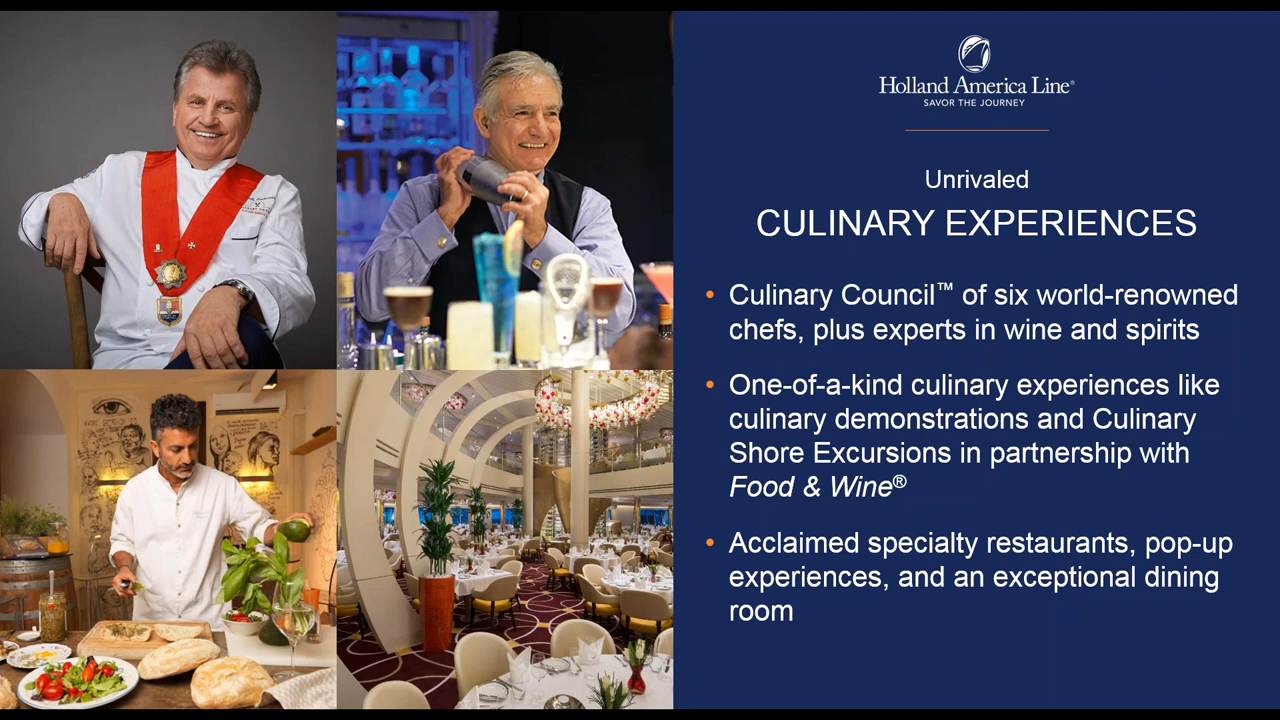 Holland America Line®
SAVOR THE JOURNEY
Unrivaled
CULINARY EXPERIENCES
• Culinary Council™ of six world-renowned
chefs, plus experts in wine and spirits
• One-of-a-kind culinary experiences like
culinary demonstrations and Culinary
Shore Excursions in partnership with
Food & Wine®
• Acclaimed specialty restaurants, pop-up
experiences, and an exceptional dining
room